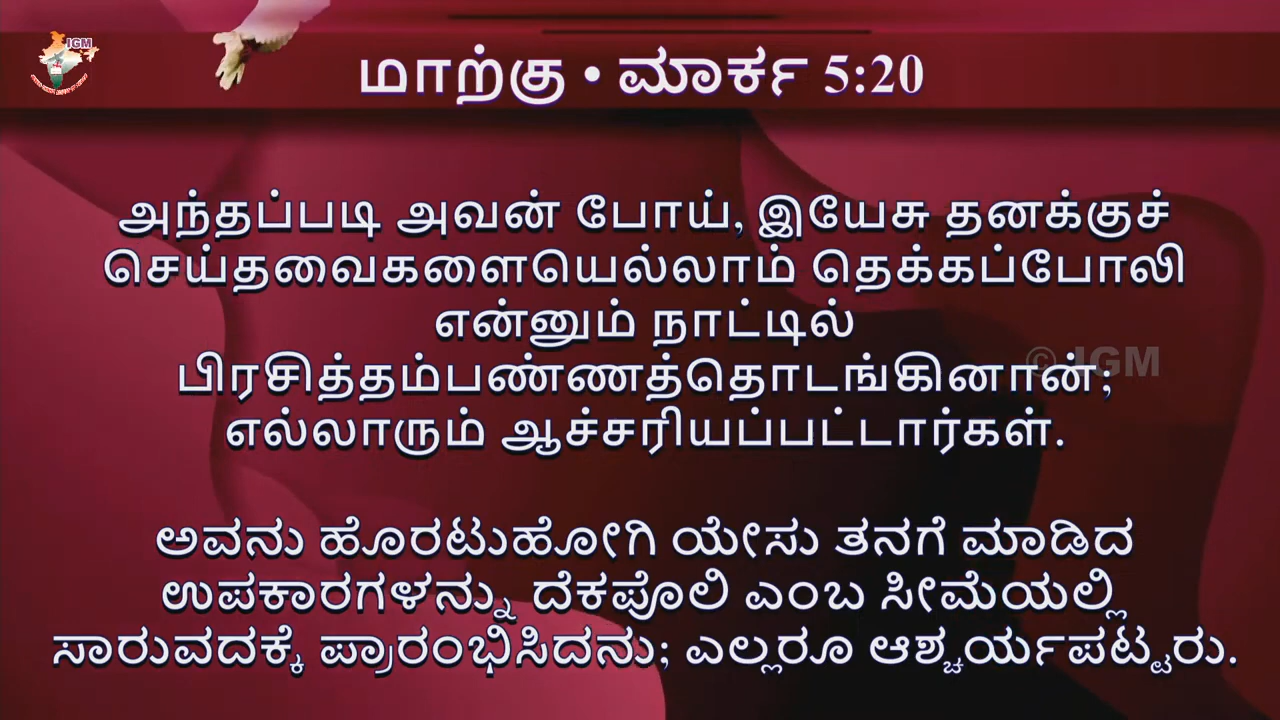 IGM
மாற்கு • ಮಾರ್ಕ 5:20
அந்தப்படி அவன் போய், இயேசு தனக்குச்
செய்தவைகளையெல்லாம் தெக்கப்போலி
என்னும் நாட்டில்
© IGM
பிரசித்தம்பண்ணத்தொடங்கினான்;
எல்லாரும் ஆச்சரியப்பட்டார்கள்.
ಅವನು ಹೊರಟುಹೋಗಿ ಯೇಸು ತನಗೆ ಮಾಡಿದ
ಉಪಕಾರಗಳನ್ನು ದೆಕಪೊಲಿ ಎಂಬ ಸೀಮೆಯಲ್ಲಿ
ಸಾರುವದಕ್ಕೆ ಪ್ರಾರಂಭಿಸಿದನು; ಎಲ್ಲರೂ ಆಶ್ಚರ್ಯಪಟ್ಟರು.